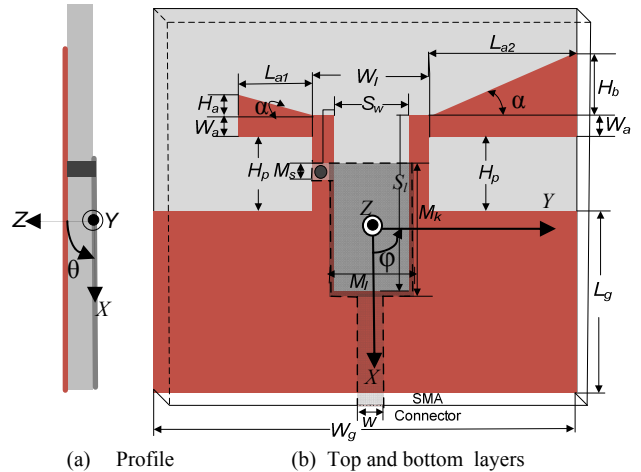 L_a1
W_l
L_a2
H_a
α
S_w
α
H_b
W_a
W_a
H_p
M_s
S_l
H_p
Z
Y
θ
X
Z
Y
M_k
φ
M_l
L_g
X
SMA
Connector
w
W_g
(a) Profile
(b) Top and bottom layers